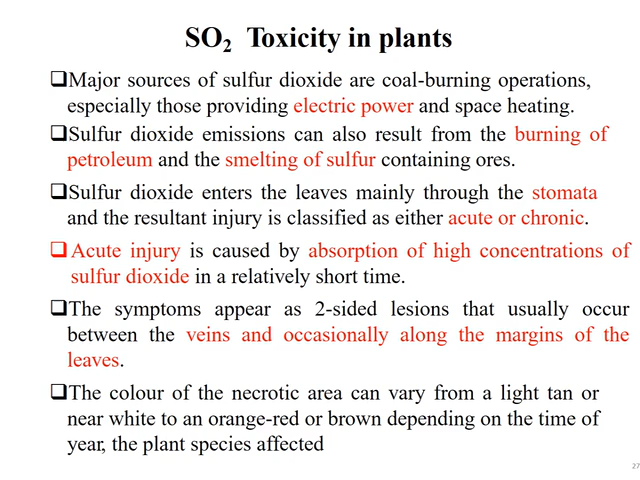 SO₂ Toxicity in plants
❑Major sources of sulfur dioxide are coal-burning operations,
especially those providing electric power and space heating.
❑Sulfur dioxide emissions can also result from the burning of
petroleum and the smelting of sulfur containing ores.
❑Sulfur dioxide enters the leaves mainly through the stomata
and the resultant injury is classified as either acute or chronic.
❑Acute injury is caused by absorption of high concentrations of
sulfur dioxide in a relatively short time.
❑The symptoms appear as 2-sided lesions that usually occur
between the veins and occasionally along the margins of the
leaves.
❑The colour of the necrotic area can vary from a light tan or
near white to an orange-red or brown depending on the time of
year, the plant species affected
27